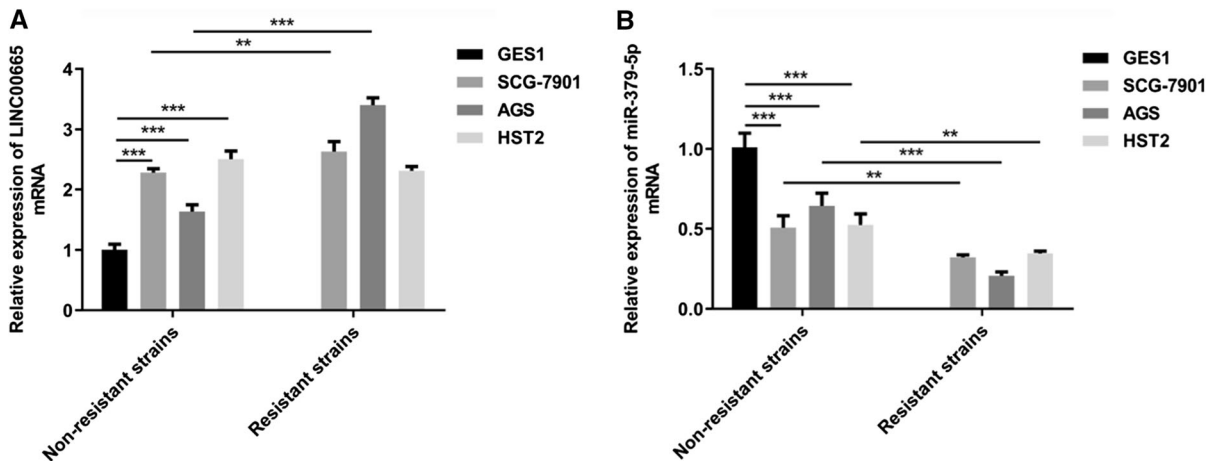 A
Relative expression of LINC00665
mRNA
4
3
2
1
0
***
**
***
***
***
Non-resistant strains
Resistant strains
GES1
SCG-7901
AGS
HST2
B
Relative expression of miR-379-5p
mRNA
1.5
1.0
0.5
0.0
***
***
***
**
***
**
Non-resistant strains
Resistant strains
GES1
SCG-7901
AGS
HST2